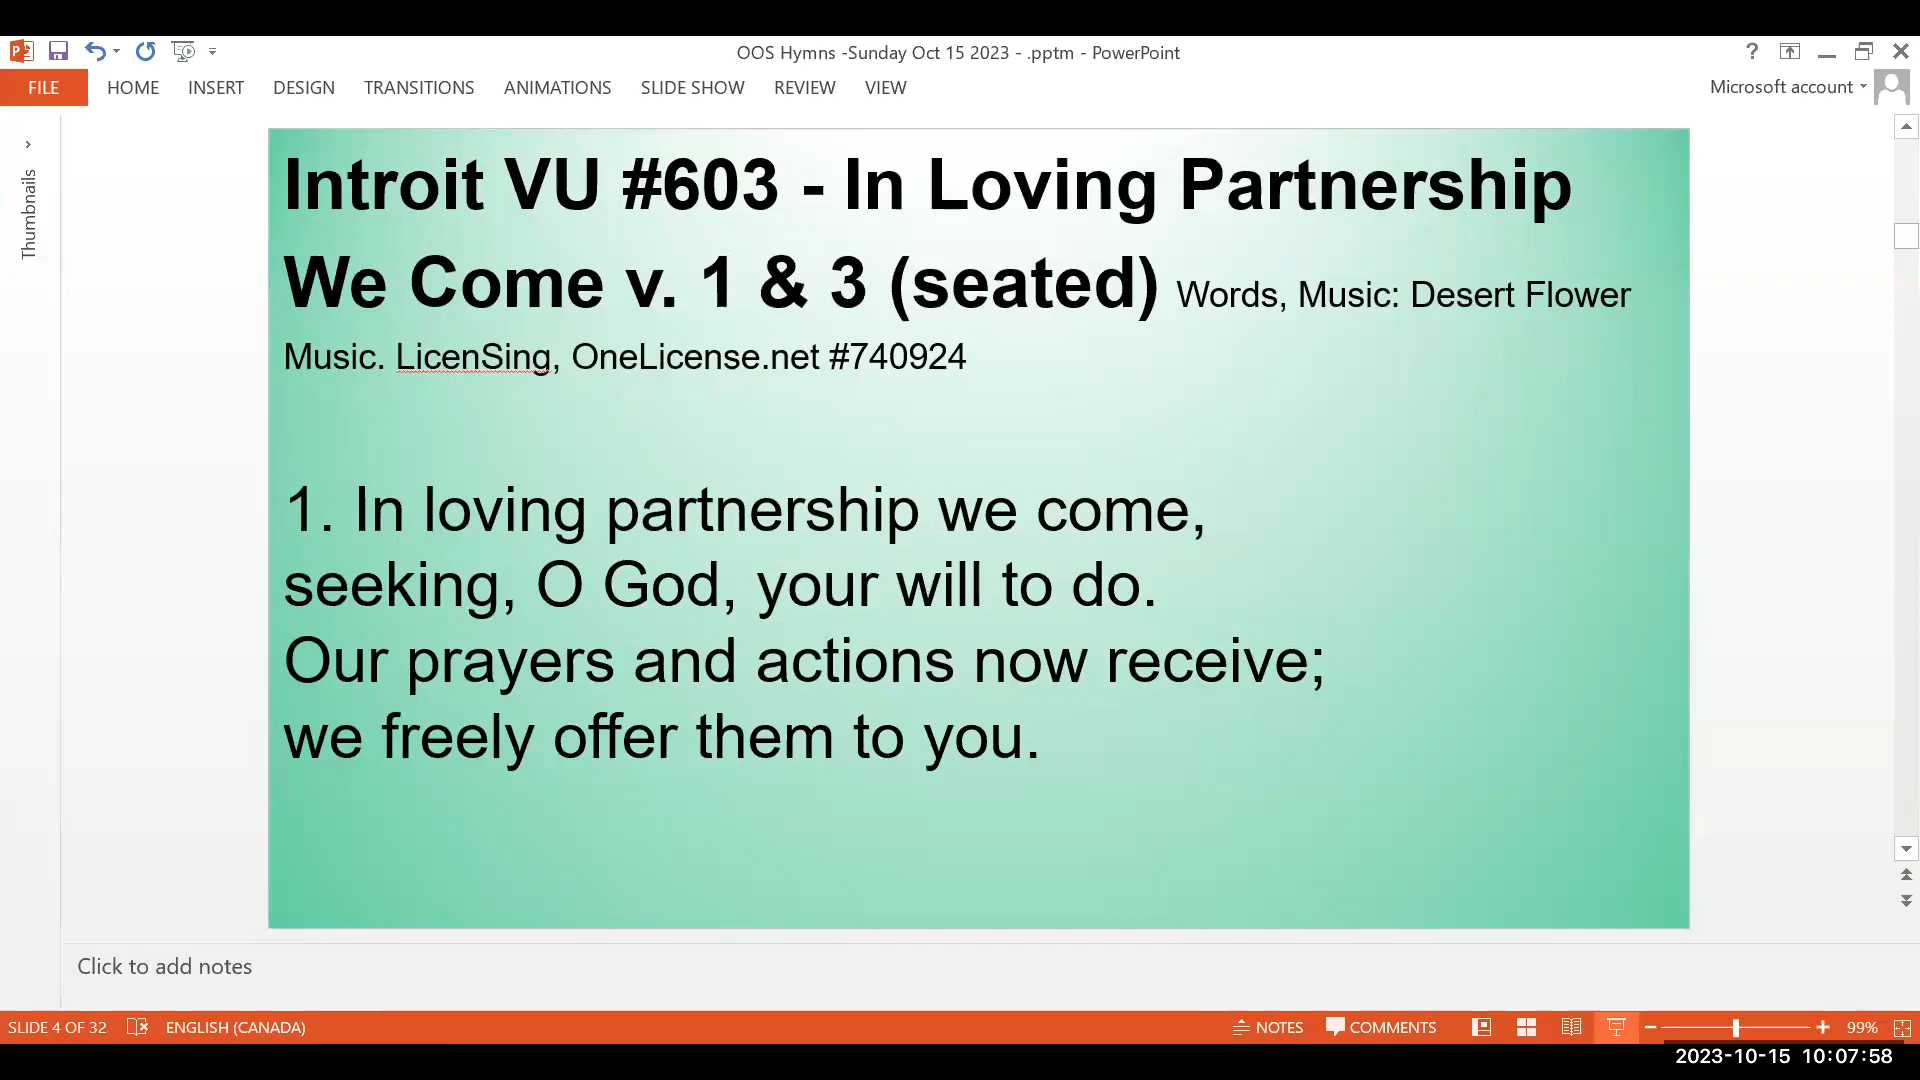 OOS Hymns -Sunday Oct 15 2023 - .pptm - PowerPoint
?
FILE HOME INSERT DESIGN TRANSITIONS ANIMATIONS SLIDE SHOW REVIEW VIEW
Microsoft account
Thumbnails
Introit VU #603 - In Loving Partnership
We Come v. 1 & 3 (seated) Words, Music: Desert Flower
Music. LicenSing, OneLicense.net #740924
1. In loving partnership we come,
seeking, O God, your will to do.
Our prayers and actions now receive;
we freely offer them to you.
Click to add notes
SLIDE 4 OF 32 ENGLISH (CANADA) NOTES COMMENTS 99%
2023-10-15 10:07:58